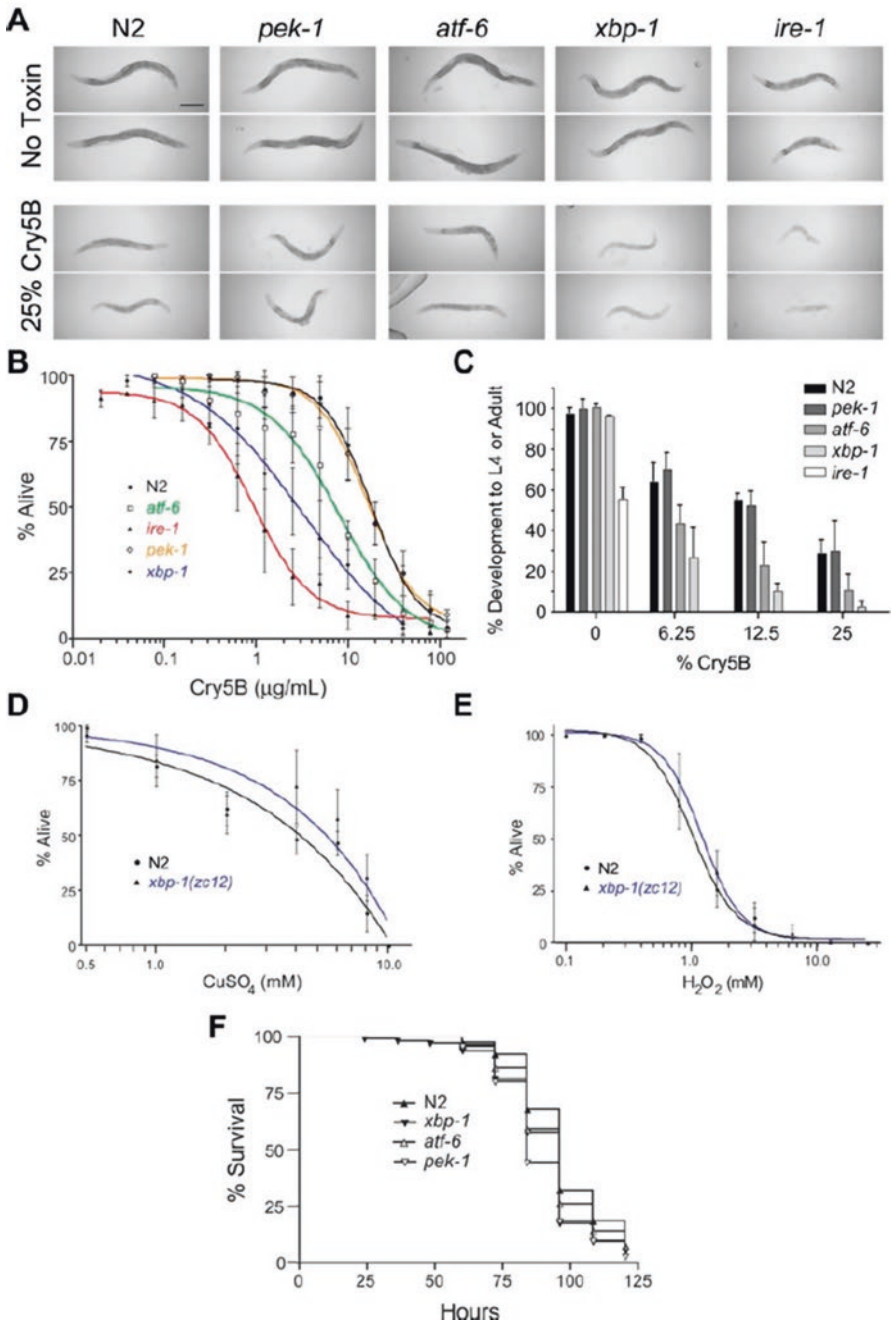 A
N2 pek-1 atf-6 xbp-1 ire-1
No Toxin
25% Cry5B
B
100
75
50
25
0
% Alive
N2
atf-6
ire-1
pek-1
xbp-1
0.01 0.1 1 10 100
Cry5B (µg/mL)
C
100
80
60
40
20
0
% Development to L4 or Adult
N2
pek-1
atf-6
xbp-1
ire-1
0 6.25 12.5 25
% Cry5B
D
100
75
50
25
0
% Alive
N2
xbp-1(zc12)
0.5 1.0 10.0
CuSO4 (mM)
E
100
75
50
25
0
% Alive
N2
xbp-1(zc12)
0.1 1.0 10.0
H2O2 (mM)
F
100
75
50
25
0
% Survival
N2
xbp-1
atf-6
pek-1
0 25 50 75 100 125
Hours